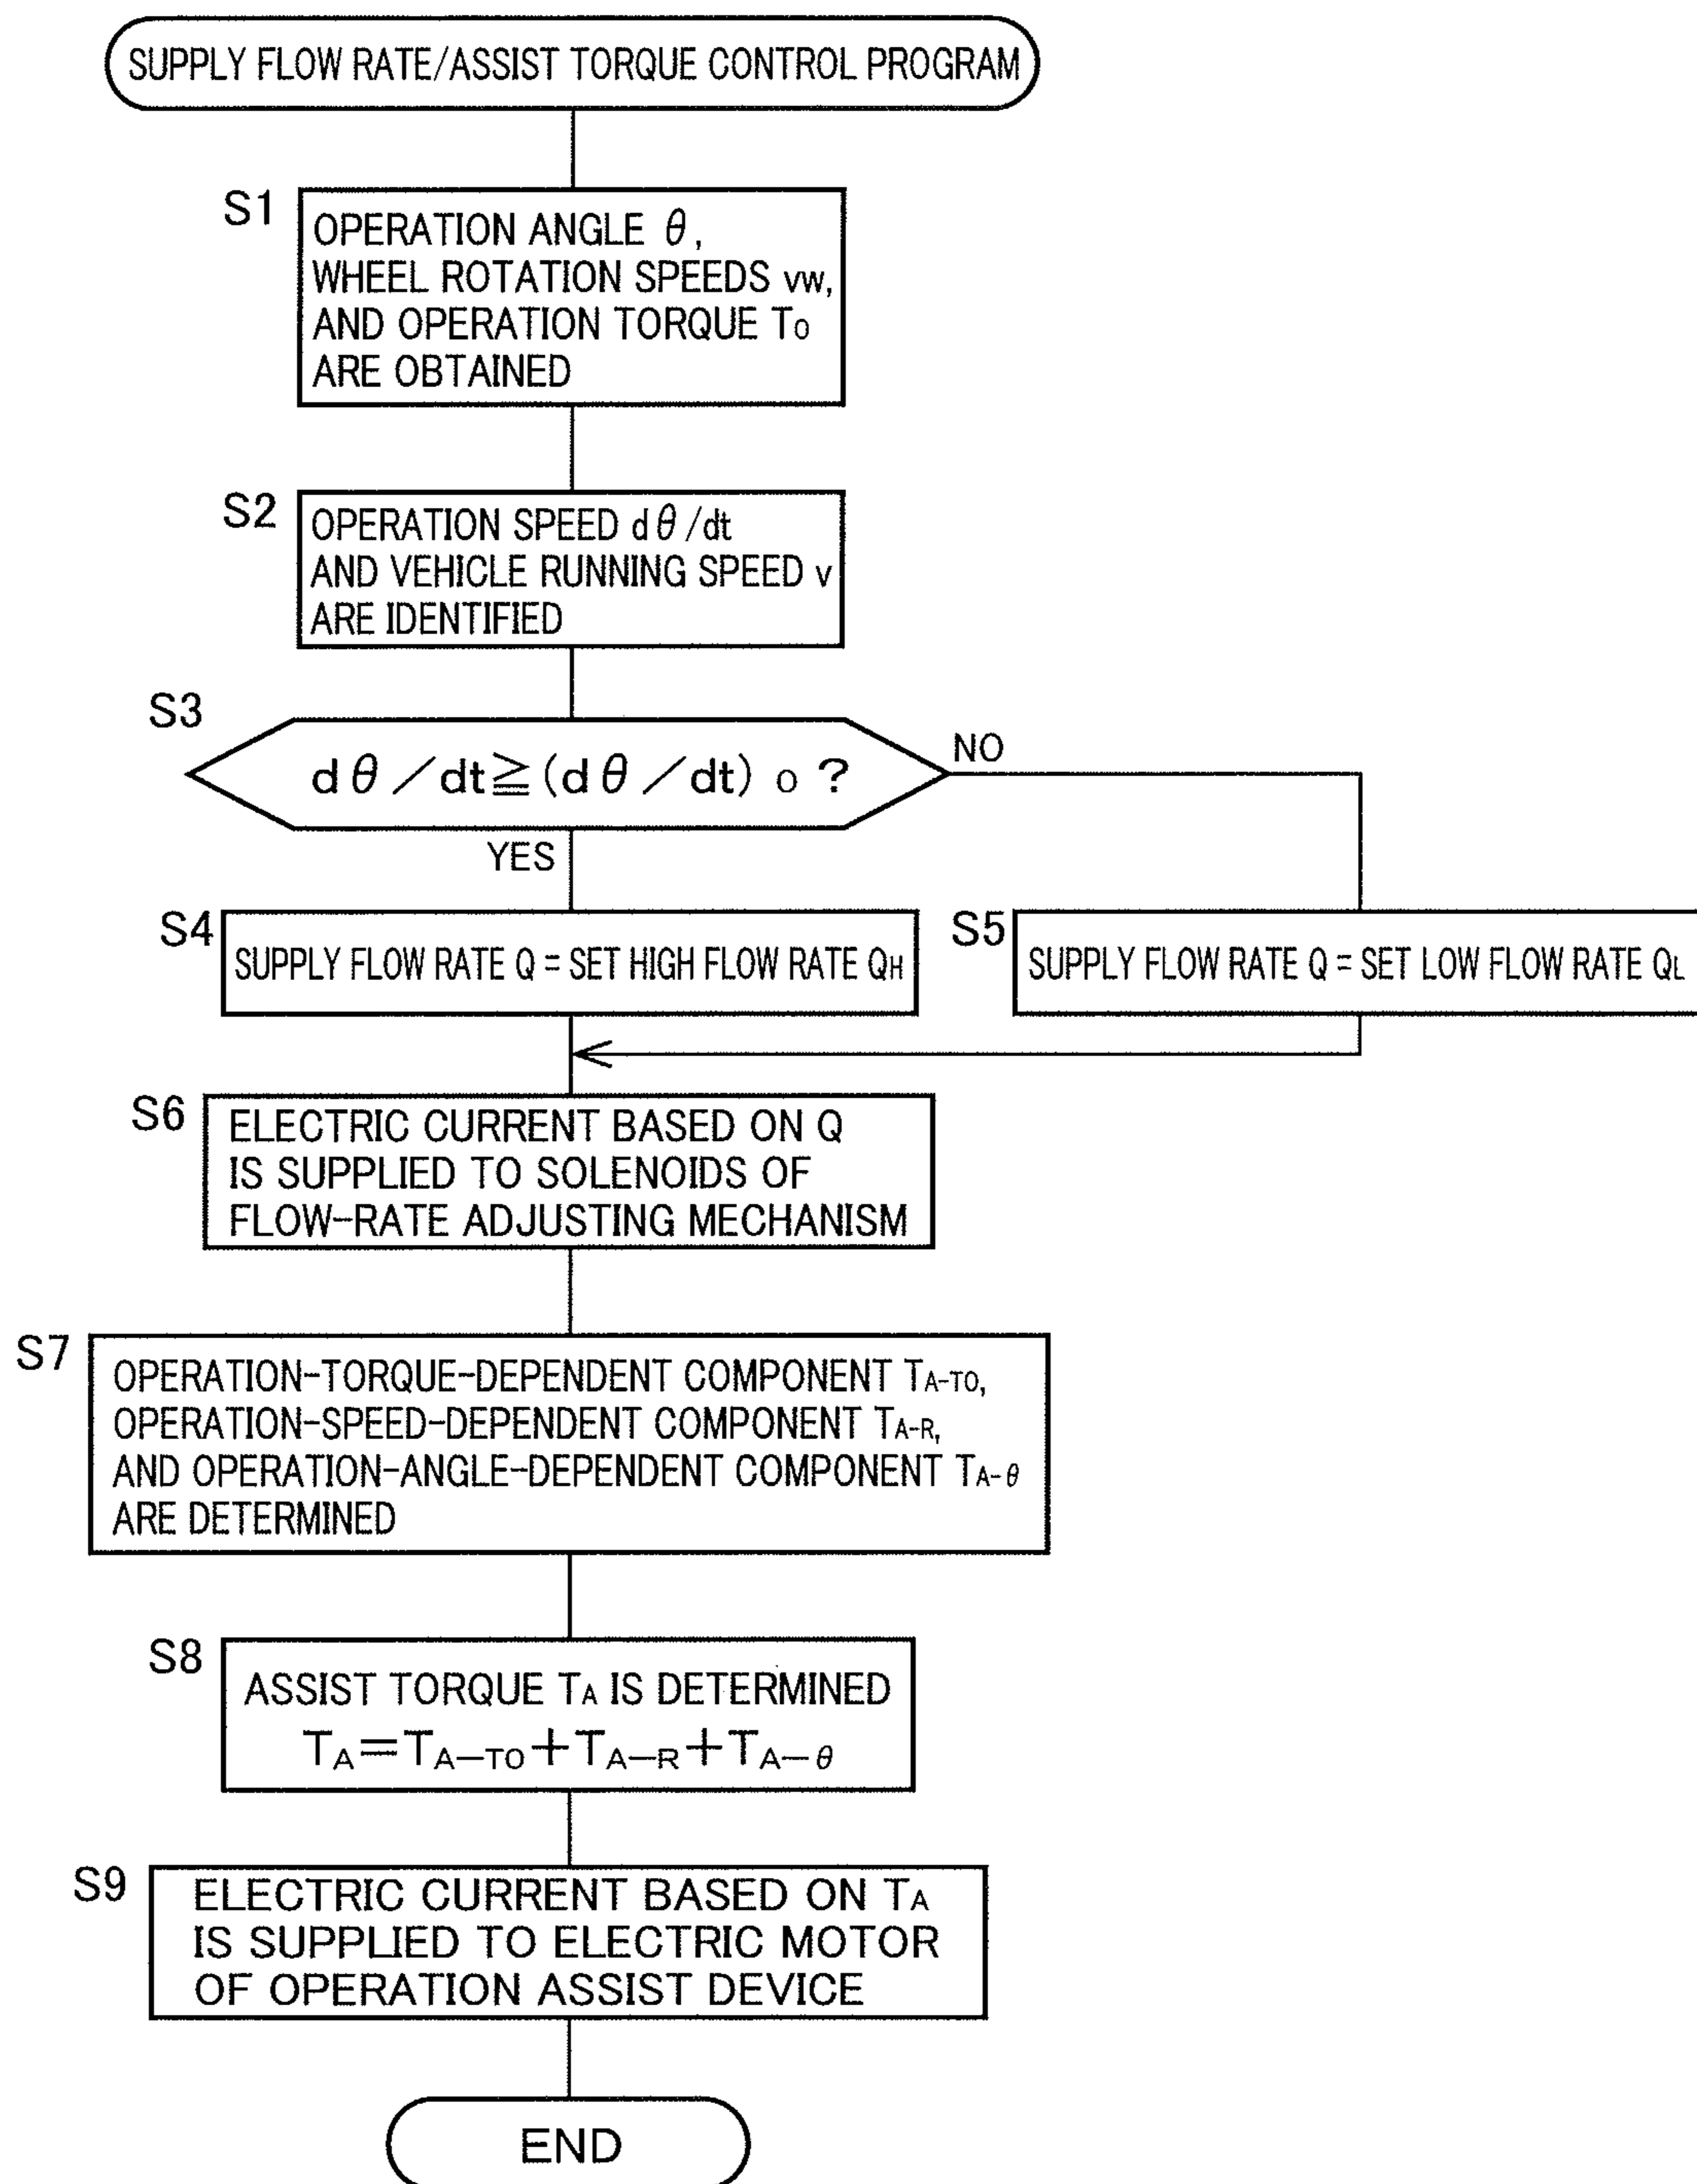 SUPPLY FLOW RATE/ASSIST TORQUE CONTROL PROGRAM
S1
OPERATION ANGLE θ,
WHEEL ROTATION SPEEDS vw,
AND OPERATION TORQUE To
ARE OBTAINED
S2
OPERATION SPEED dθ/dt
AND VEHICLE RUNNING SPEED v
ARE IDENTIFIED
S3
dθ/dt≧(dθ/dt) o ?
NO
YES
S4
SUPPLY FLOW RATE Q = SET HIGH FLOW RATE QH
S5
SUPPLY FLOW RATE Q = SET LOW FLOW RATE QL
S6
ELECTRIC CURRENT BASED ON Q
IS SUPPLIED TO SOLENOIDS OF
FLOW-RATE ADJUSTING MECHANISM
S7
OPERATION-TORQUE-DEPENDENT COMPONENT TA-TO,
OPERATION-SPEED-DEPENDENT COMPONENT TA-R,
AND OPERATION-ANGLE-DEPENDENT COMPONENT TA-θ
ARE DETERMINED
S8
ASSIST TORQUE TA IS DETERMINED
TA=TA-TO+TA-R+TA-θ
S9
ELECTRIC CURRENT BASED ON TA
IS SUPPLIED TO ELECTRIC MOTOR
OF OPERATION ASSIST DEVICE
END